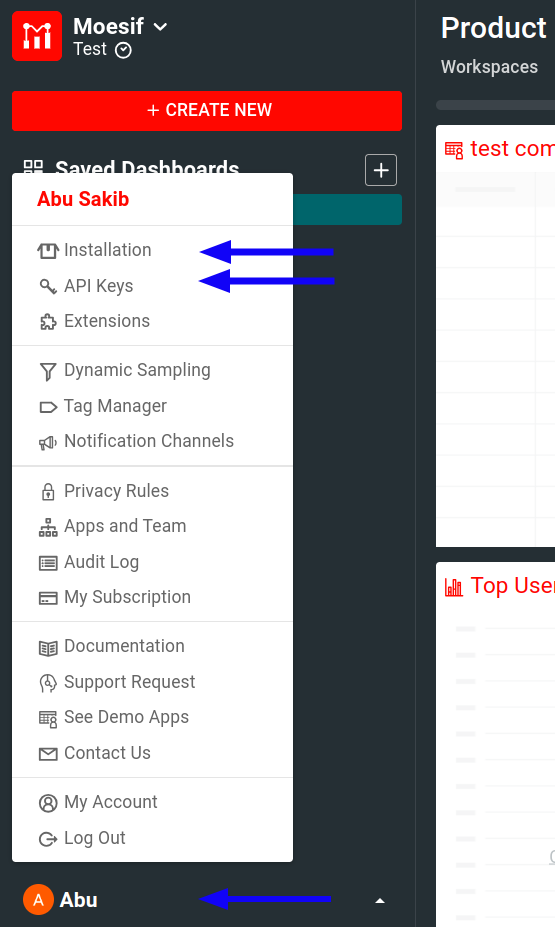 Moesif
Test
+ CREATE NEW
Saved Dashboards
Abu Sakib
Installation
API Keys
Extensions
Dynamic Sampling
Tag Manager
Notification Channels
Privacy Rules
Apps and Team
Audit Log
My Subscription
Documentation
Support Request
See Demo Apps
Contact Us
My Account
Log Out
A Abu
Product
Workspaces
test com
Top User